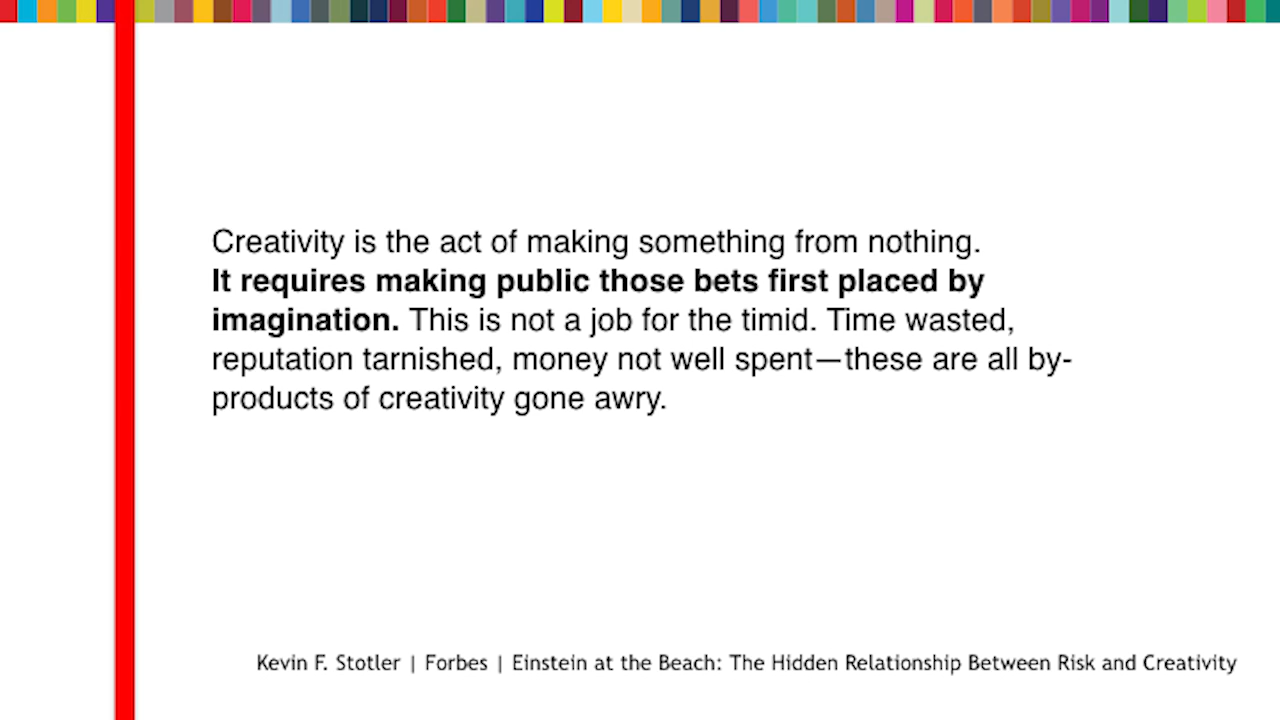 Creativity is the act of making something from nothing.
It requires making public those bets first placed by
imagination. This is not a job for the timid. Time wasted,
reputation tarnished, money not well spent—these are all by-
products of creativity gone awry.
Kevin F. Stotler | Forbes | Einstein at the Beach: The Hidden Relationship Between Risk and Creativity